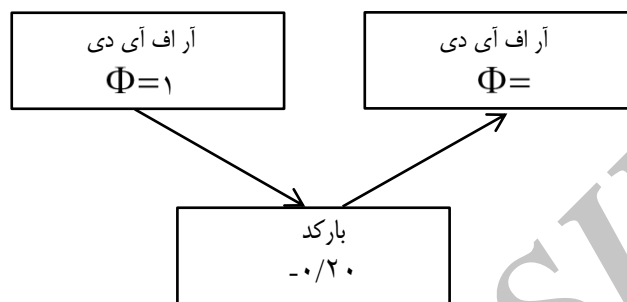 آر اف آی دی
Φ=۱
آر اف آی دی
Φ=
بارکد
-۰/۲۰